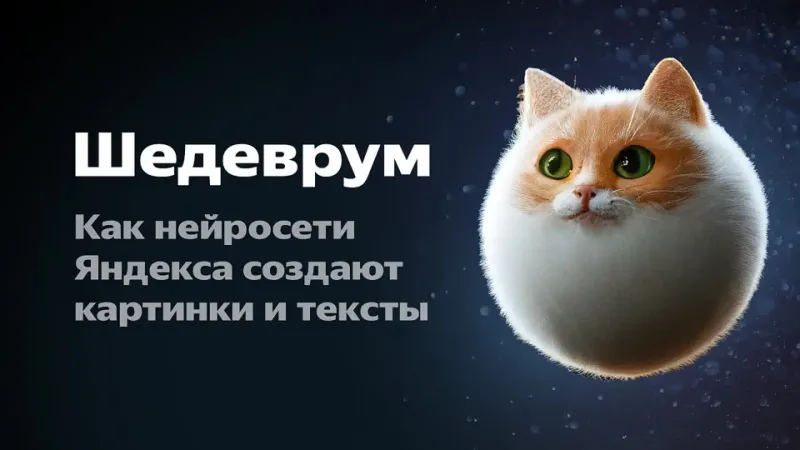 Шедеврум
Как нейросети
Яндекса создают
картинки и тексты